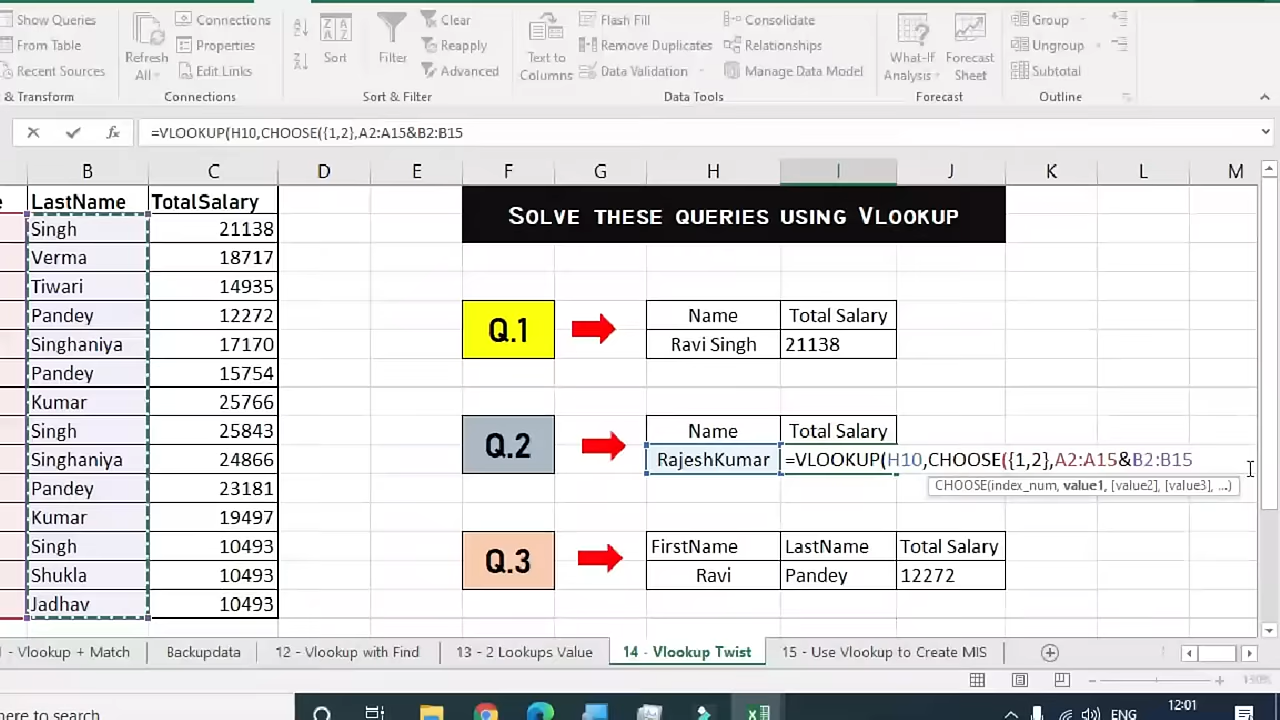 Show Queries
From Table
Recent Sources
& Transform
Refresh All
Connections
Properties
Edit Links
Connections
Sort
Filter
Clear
Reapply
Advanced
Sort & Filter
Text to Columns
Flash Fill
Remove Duplicates
Data Validation
Consolidate
Relationships
Manage Data Model
Data Tools
What-If Analysis
Forecast Sheet
Forecast
Group
Ungroup
Subtotal
Outline
fx =VLOOKUP(H10,CHOOSE({1,2},A2:A15&B2:B15
B C D E F G H I J K L M
e LastName TotalSalary
Singh 21138
Verma 18717
Tiwari 14935
Pandey 12272
Singhaniya 17170
Pandey 15754
Kumar 25766
Singh 25843
Singhaniya 24866
Pandey 23181
Kumar 19497
Singh 10493
Shukla 10493
Jadhav 10493
Solve these queries using Vlookup
Q.1
Name Total Salary
Ravi Singh 21138
Q.2
Name Total Salary
RajeshKumar =VLOOKUP(H10,CHOOSE({1,2},A2:A15&B2:B15
CHOOSE(index_num, value1, [value2], [value3], ...)
Q.3
FirstName LastName Total Salary
Ravi Pandey 12272
- Vlookup + Match Backupdata 12 - Vlookup with Find 13 - 2 Lookups Value 14 - Vlookup Twist 15 - Use Vlookup to Create MIS
130%
here to search
ENG
12:01